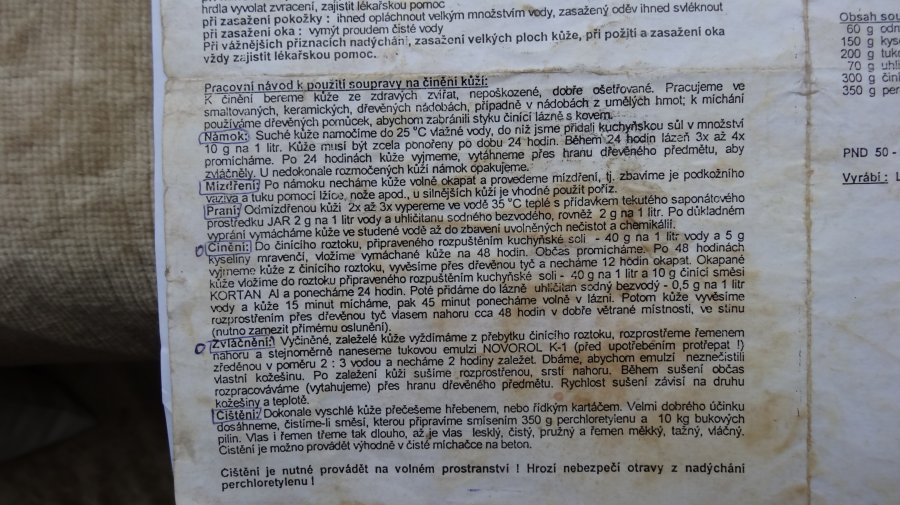 hrdla vyvolat zvracení, zajistit lékařskou pomoc
při zasažení pokožky : ihned opláchnout velkým množstvím vody, zasažený oděv ihned svléknout
při zasažení oka : vymýt proudem čisté vody
Při vážnějších příznacích nadýchání, zasažení velkých ploch kůže, při požití a zasažení oka
vždy zajistit lékařskou pomoc.
Pracovní návod k použití soupravy na činění kůží:
K činění bereme kůže ze zdravých zvířat, nepoškozené, dobře ošetřované. Pracujeme ve
smaltovaných, keramických, dřevěných nádobách, případně v nádobách z umělých hmot; k míchání
používáme dřevěných pomůcek, abychom zabránili styku činící lázně s kovem.
Námok: Suché kůže namočíme do 25 °C vlažné vody, do níž jsme přidali kuchyňskou sůl v množství
10 g na 1 litr. Kůže musí být zcela ponořeny po dobu 24 hodin. Během 24 hodin lázeň 3x až 4x
promícháme. Po 24 hodinách kůže vyjmeme, vytáhneme přes hranu dřevěného předmětu, aby
zvláčněly. U nedokonale rozmočených kůží námok opakujeme.
Mízdření: Po námoku necháme kůže volně okapat a provedeme mízdření, tj. zbavíme je podkožního
vaziva a tuku pomocí lžíce, nože apod., u silnějších kůží je vhodné použít poříz.
Praní: Odmízdřenou kůži 2x až 3x vypereme ve vodě 35 °C teplé s přídavkem tekutého saponátového
prostředku JAR 2 g na 1 litr vody a uhličitanu sodného bezvodého, rovněž 2 g na 1 litr. Po důkladném
vyprání vymácháme kůže ve studené vodě až do zbavení uvolněných nečistot a chemikálií.
Činění: Do činícího roztoku, připraveného rozpuštěním kuchyňské soli - 40 g na 1 litr vody a 5 g
kyseliny mravenčí, vložíme vymáchané kůže na 48 hodin. Občas promícháme. Po 48 hodinách
vyjmeme kůže z činícího roztoku, vyvěsíme přes dřevěnou tyč a necháme 12 hodin okapat. Okapané
kůže vložíme do roztoku připraveného rozpuštěním kuchyňské soli - 40 g na 1 litr a 10 g činící směsi
KORTAN Al a ponecháme 24 hodin. Poté přidáme do lázně uhličitan sodný bezvodý - 0,5 g na 1 litr
vody a kůže 15 minut mícháme, pak 45 minut ponecháme volně v lázni. Potom kůže vyvěsíme
rozprostřením přes dřevěnou tyč vlasem nahoru cca 48 hodin v dobře větrané místnosti, ve stínu
(nutno zamezit přímému oslunění).
Zvláčnění: Vyčiněné, zaleželé kůže vyždímáme z přebytku činícího roztoku, rozprostřeme řemenem
nahoru a stejnoměrně naneseme tukovou emulzi NOVOROL K-1 (před upotřebením protřepat !)
zředěnou v poměru 2 : 3 vodou a necháme 2 hodiny zaležet. Dbáme, abychom emulzí neznečistili
vlastní kožešinu. Po zaležení kůži sušíme rozprostřenou, srstí nahoru. Během sušení občas
rozpracováváme (vytahujeme) přes hranu dřevěného předmětu. Rychlost sušení závisí na druhu
kožešiny a teplotě.
Čištění: Dokonale vyschlé kůže přečešeme hřebenem, nebo řídkým kartáčem. Velmi dobrého účinku
dosáhneme, čistíme-li směsí, kterou připravíme smísením 350 g perchloretylenu a 10 kg bukových
pilin. Vlas i řemen třeme tak dlouho, až je vlas lesklý, čistý, pružný a řemen měkký, tažný, vláčný.
Čistění je možno provádět výhodně v čisté míchačce na beton.
Čištění je nutné provádět na volném prostranství ! Hrozí nebezpečí otravy z nadýchání
perchloretylenu !
Obsah sou
60 g odm
150 g kyse
200 g tuko
70 g uhli
300 g čini
350 g per
PND 50 -
Vyrábí :